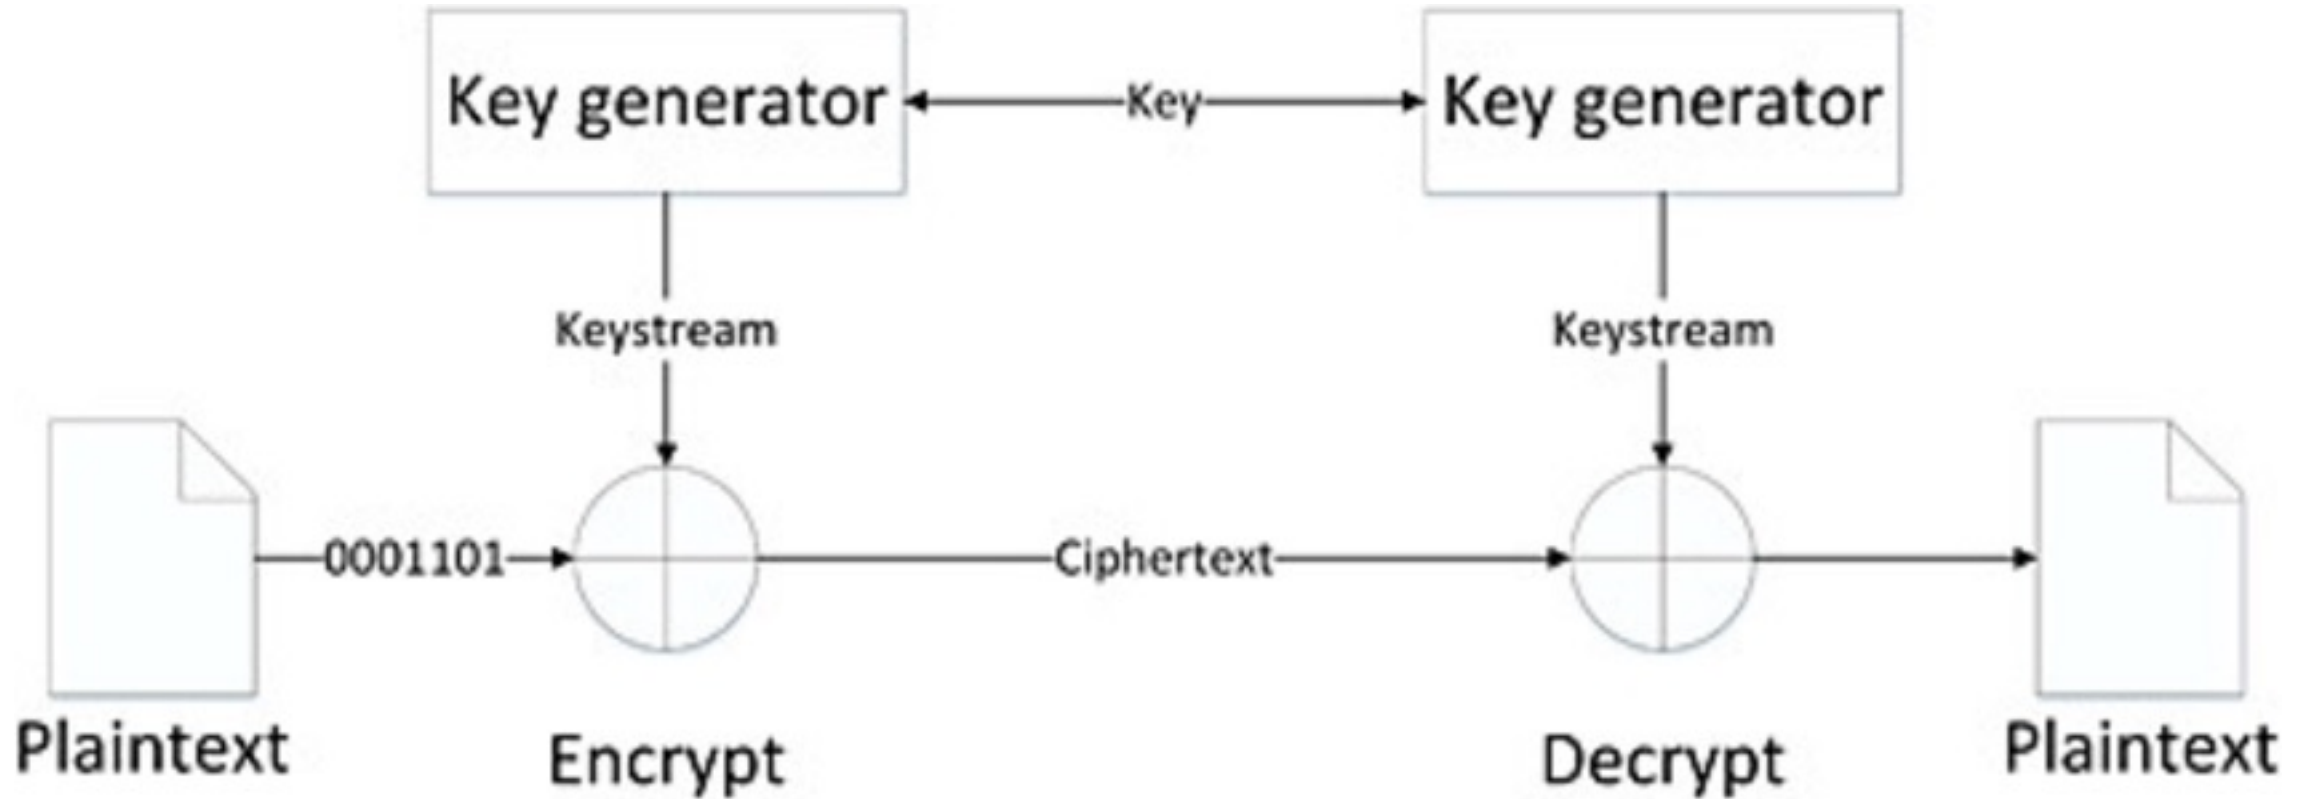 Key generator
Key
Key generator
Keystream
Keystream
0001101
Ciphertext
Plaintext
Encrypt
Decrypt
Plaintext